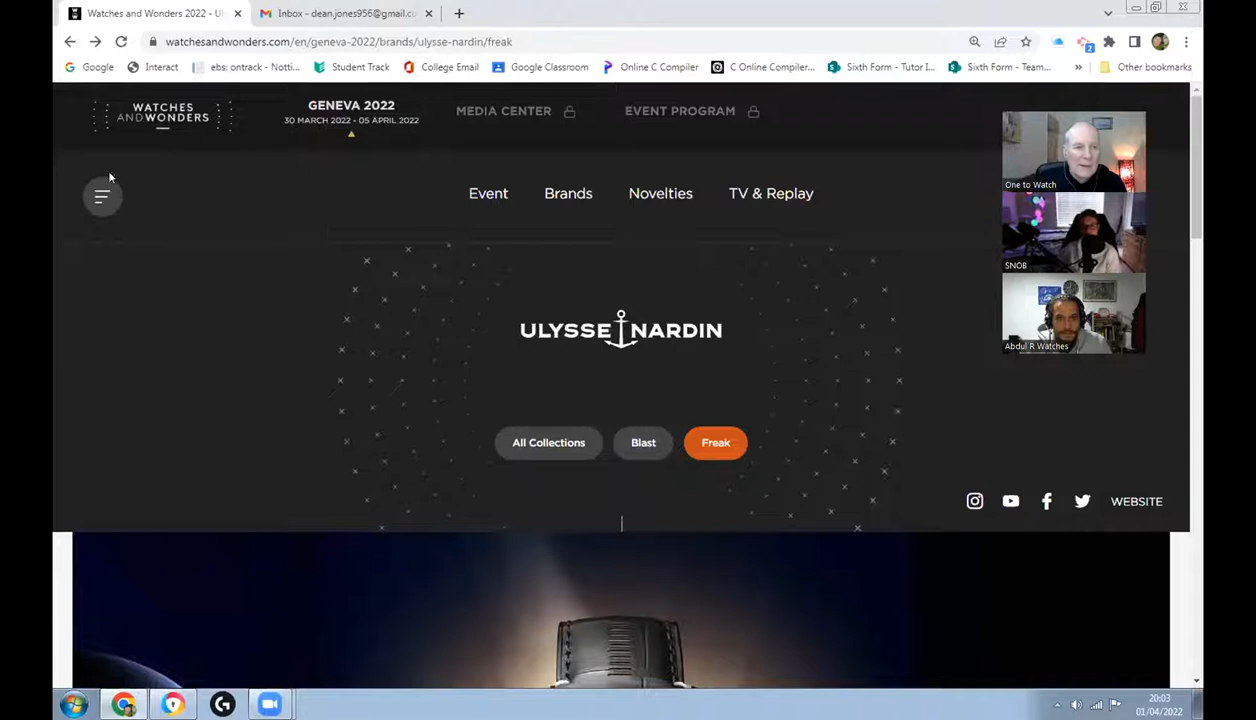 Watches and Wonders 2022 - U
Inbox - dean.jones956@gmail.c
watchesandwonders.com/en/geneva-2022/brands/ulysse-nardin/freak
2
Google
Interact
ebs: ontrack - Notti...
Student Track
College Email
Google Classroom
Online C Compiler
C Online Compiler...
Sixth Form - Tutor I...
Sixth Form - Team...
»
Other bookmarks
WATCHES
ANDWONDERS
GENEVA 2022
30 MARCH 2022 - 05 APRIL 2022
MEDIA CENTER
EVENT PROGRAM
Event
Brands
Novelties
TV & Replay
One to Watch
SNOB
Abdul R Watches
ULYSSE NARDIN
All Collections
Blast
Freak
WEBSITE
20:03
01/04/2022